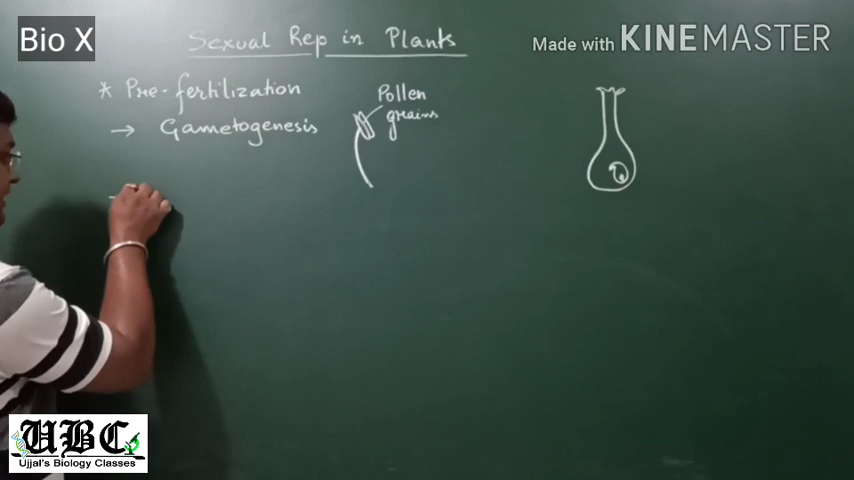 Bio X
Made with KINEMASTER
Sexual Rep in Plants
* Pre-fertilization
→ Gametogenesis
Pollen
grains
UBC
Ujjal's Biology Classes